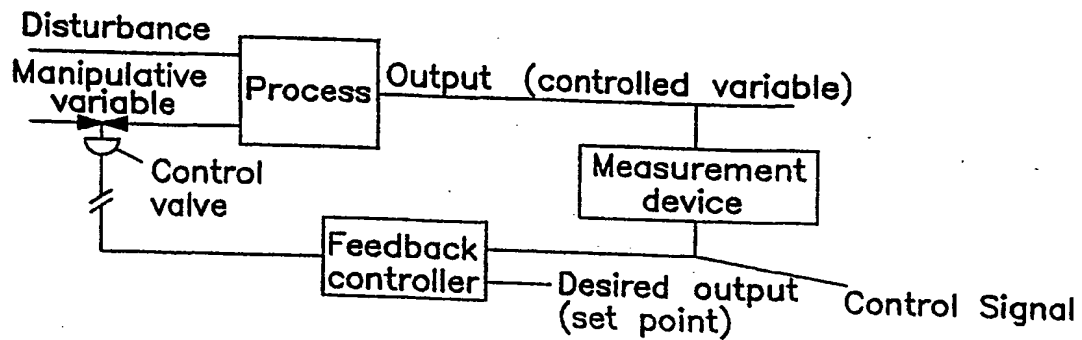 Disturbance
Manipulative
variable
Process
Output (controlled variable)
Control
valve
Measurement
device
Feedback
controller
Desired output
(set point)
Control Signal